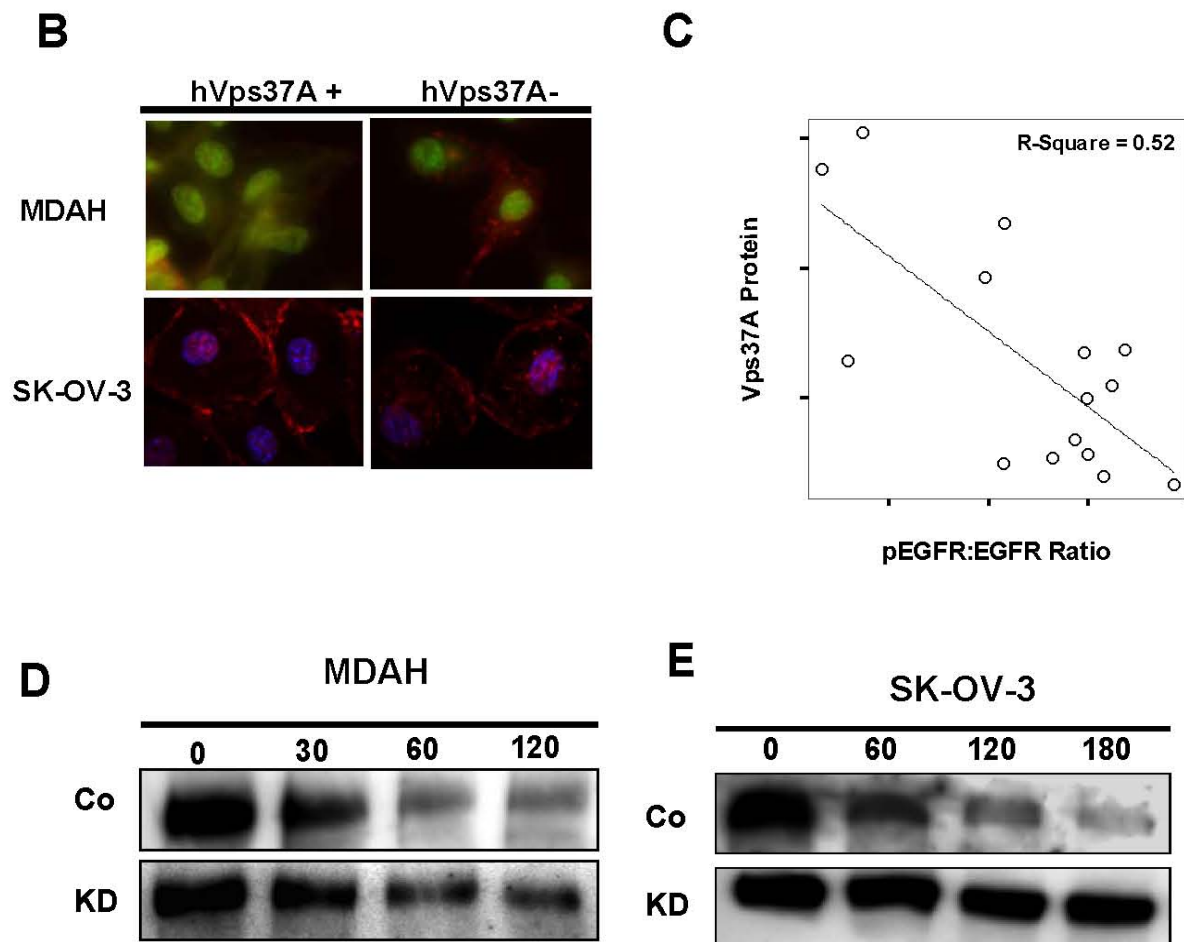 B
hVps37A + hVps37A-
MDAH
SK-OV-3
C
R-Square = 0.52
Vps37A Protein
pEGFR:EGFR Ratio
D
MDAH
0 30 60 120
Co
KD
E
SK-OV-3
0 60 120 180
Co
KD